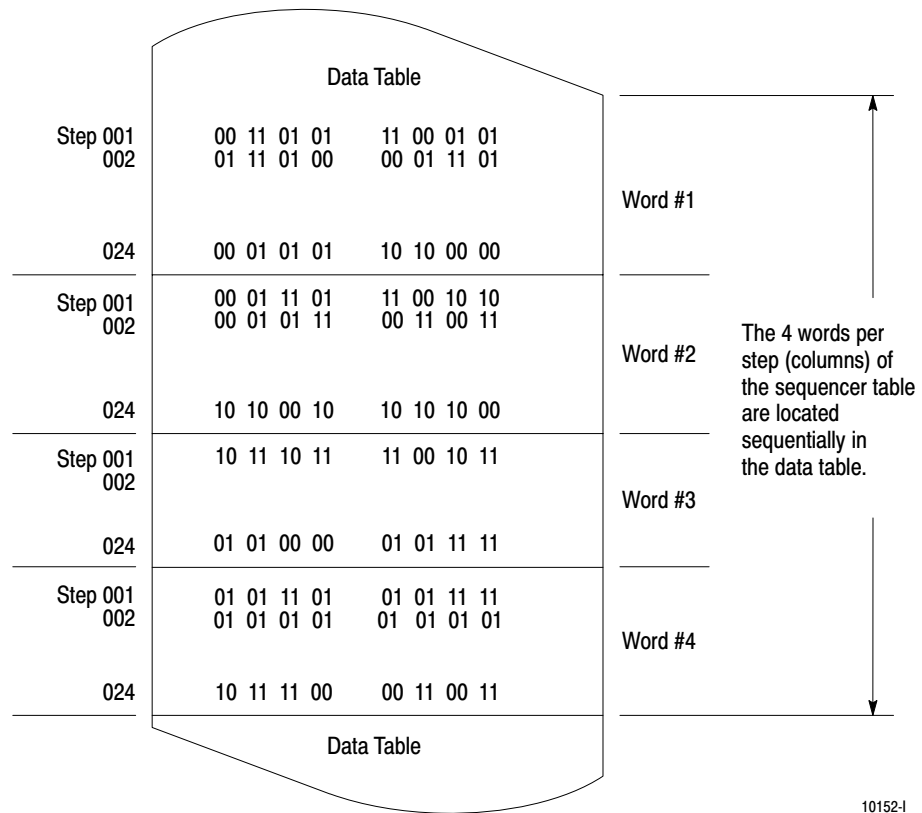 Data Table
Step 001 00 11 01 01 11 00 01 01
002 01 11 01 00 00 01 11 01
Word #1
024 00 01 01 01 10 10 00 00
Step 001 00 01 11 01 11 00 10 10
002 00 01 01 11 00 11 00 11
Word #2
024 10 10 00 10 10 10 10 00
Step 001 10 11 10 11 11 00 10 11
002
Word #3
024 01 01 00 00 01 01 11 11
Step 001 01 01 11 01 01 01 11 11
002 01 01 01 01 01 01 01 01
Word #4
024 10 11 11 00 00 11 00 11
Data Table
The 4 words per
step (columns) of
the sequencer table
are located
sequentially in
the data table.
10152-I